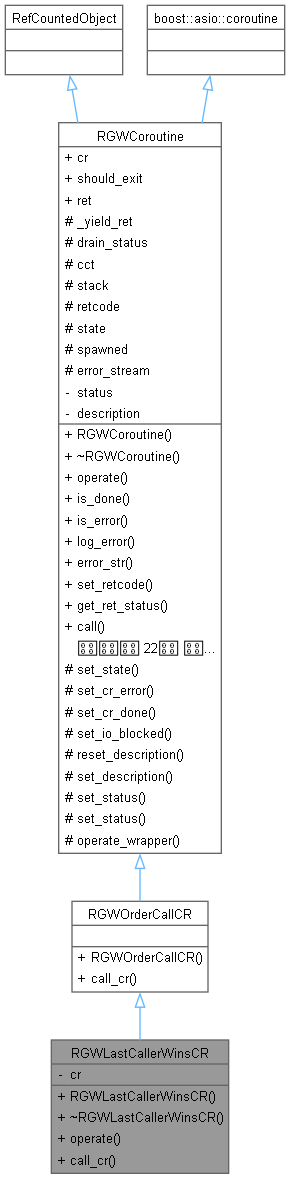 RefCountedObject
boost::asio::coroutine
RGWCoroutine
+ cr
+ should_exit
+ ret
# _yield_ret
# drain_status
# cct
# stack
# retcode
# state
# spawned
# error_stream
- status
- description
+ RGWCoroutine()
+ ~RGWCoroutine()
+ operate()
+ is_done()
+ is_error()
+ log_error()
+ error_str()
+ set_retcode()
+ get_ret_status()
+ call()
22 ...
# set_state()
# set_cr_error()
# set_cr_done()
# set_io_blocked()
# reset_description()
# set_description()
# set_status()
# set_status()
# operate_wrapper()
RGWOrderCallCR
+ RGWOrderCallCR()
+ call_cr()
RGWLastCallerWinsCR
- cr
+ RGWLastCallerWinsCR()
+ ~RGWLastCallerWinsCR()
+ operate()
+ call_cr()